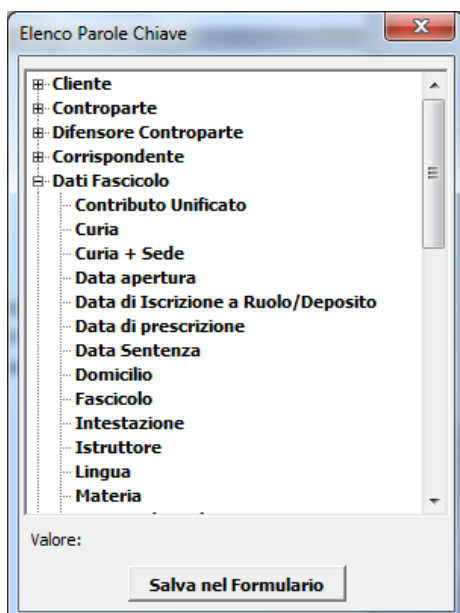 Elenco Parole Chiave
Cliente
Controparte
Difensore Controparte
Corrispondente
Dati Fascicolo
Contributo Unificato
Curia
Curia + Sede
Data apertura
Data di Iscrizione a Ruolo/Deposito
Data di prescrizione
Data Sentenza
Domicilio
Fascicolo
Intestazione
Istruttore
Lingua
Materia
Valore:
Salva nel Formulario